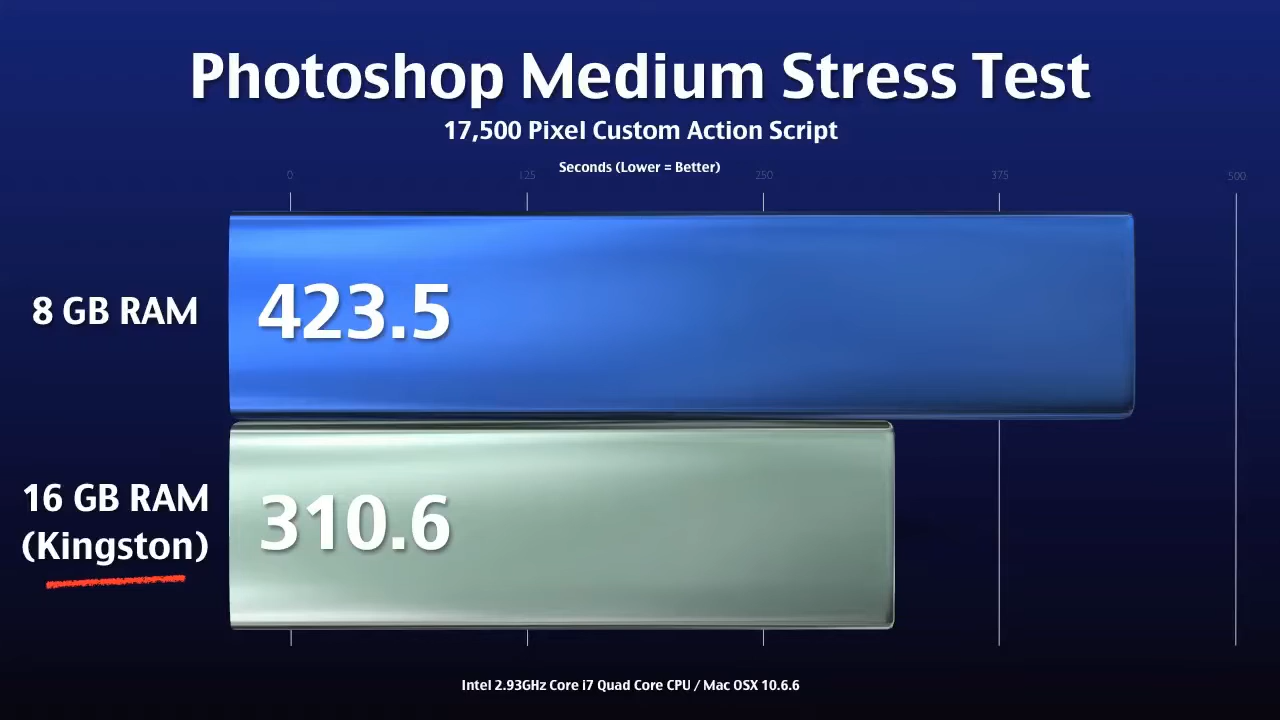 Photoshop Medium Stress Test
17,500 Pixel Custom Action Script
Seconds (Lower = Better)
0 125 250 375 500
8 GB RAM
423.5
16 GB RAM
(Kingston)
310.6
Intel 2.93GHz Core i7 Quad Core CPU / Mac OSX 10.6.6